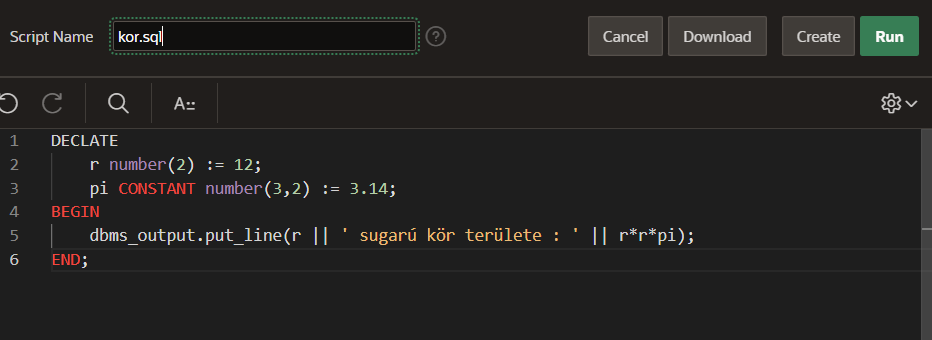 Script Name kor.sql ? Cancel Download Create Run
A
1 DECLATE
2     r number(2) := 12;
3     pi CONSTANT number(3,2) := 3.14;
4 BEGIN
5     dbms_output.put_line(r || ' sugarú kör területe : ' || r*r*pi);
6 END;